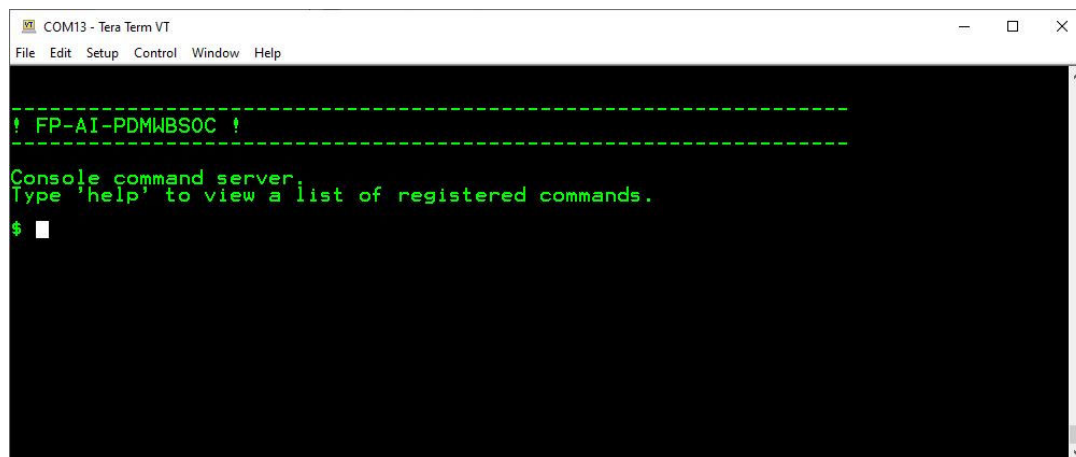 COM13 - Tera Term VT
File Edit Setup Control Window Help
------------------------------------------------------------------
! FP-AI-PDMWBSOC !
------------------------------------------------------------------
Console command server.
Type 'help' to view a list of registered commands.
$